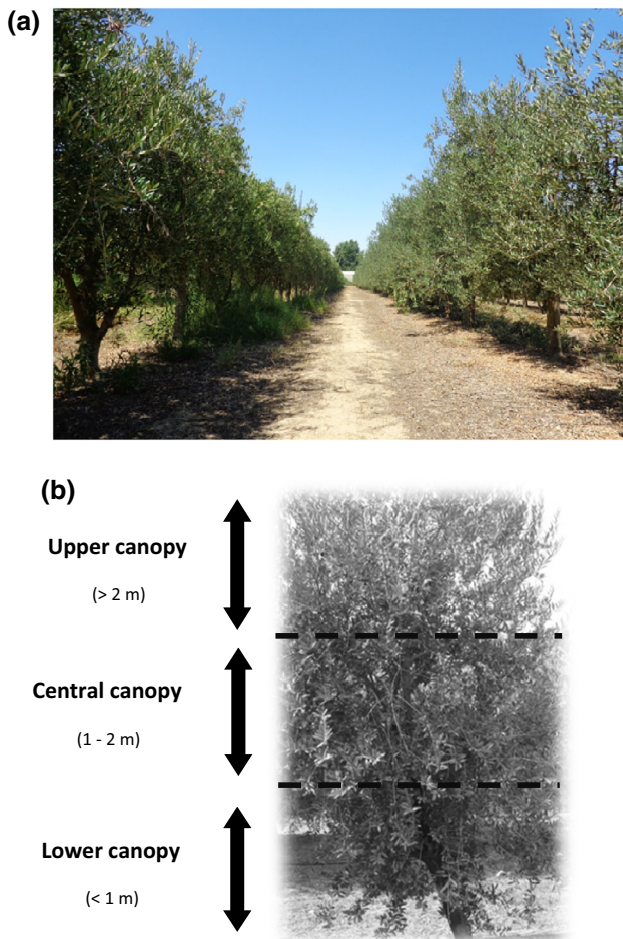 (a)
(b)
Upper canopy
(> 2 m)
Central canopy
(1 - 2 m)
Lower canopy
(< 1 m)